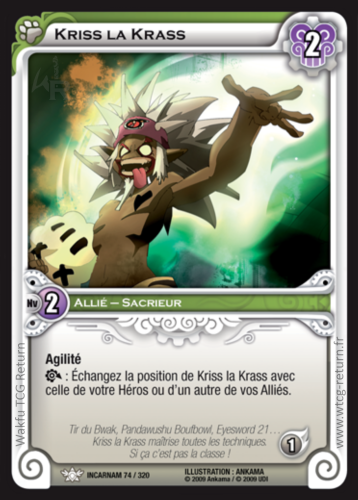 Kriss la Krass
2
Nv 2 Allié – Sacrieur
Agilité
: Échangez la position de Kriss la Krass avec
celle de votre Héros ou d'un autre de vos Alliés.
Tir du Bwak, Pandawushu Boufbowl, Eyesword 21…
Kriss la Krass maîtrise toutes les techniques.
Si ça c'est pas la classe !
1
INCARNAM 74 / 320
ILLUSTRATION : ANKAMA
© 2009 Ankama / © 2009 UDI
Wakfu TCG Return
www.wtcg-return.fr